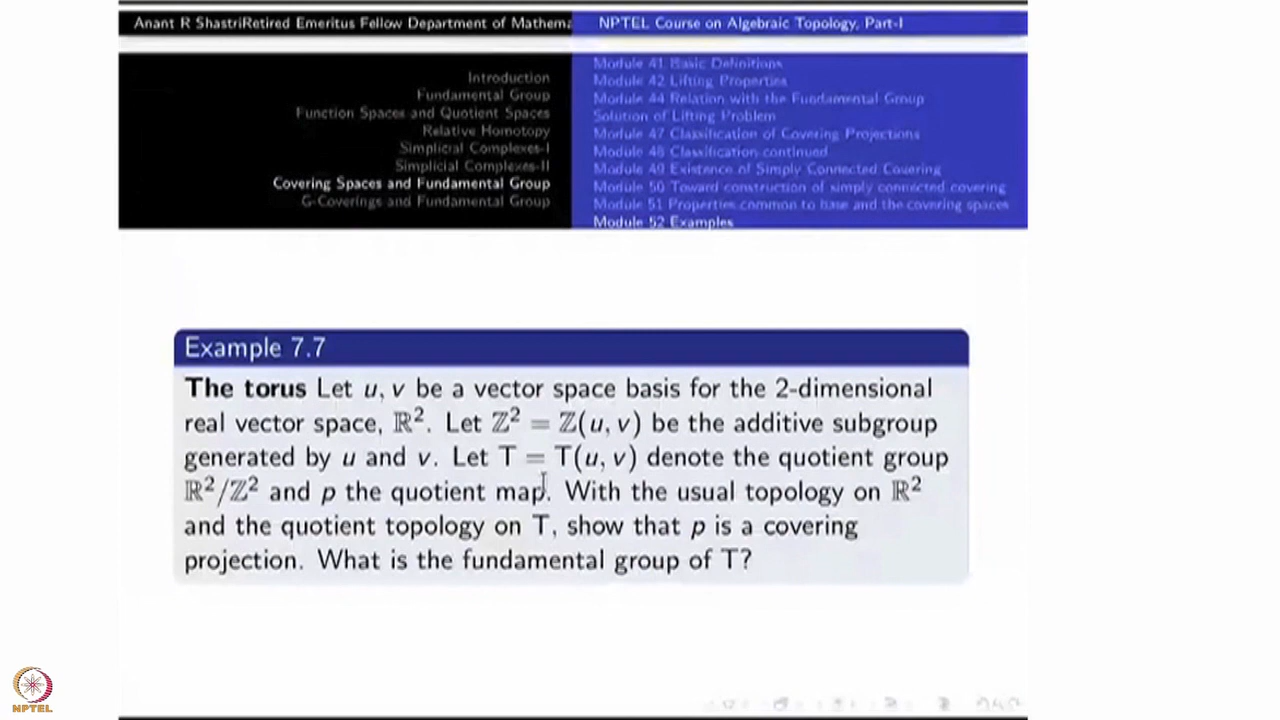 Anant R ShastriRetired Emeritus Fellow Department of Mathema
NPTEL Course on Algebraic Topology, Part-I
Introduction
Fundamental Group
Function Spaces and Quotient Spaces
Relative Homotopy
Simplicial Complexes-I
Simplicial Complexes-II
Covering Spaces and Fundamental Group
G-Coverings and Fundamental Group
Module 41 Basic Definitions
Module 42 Lifting Properties
Module 44 Relation with the Fundamental Group
Solution of Lifting Problem
Module 47 Classification of Covering Projections
Module 48 Classification continued
Module 49 Existence of Simply Connected Covering
Module 50 Toward construction of simply connected covering
Module 51 Properties common to base and the covering spaces
Module 52 Examples
Example 7.7
The torus Let u, v be a vector space basis for the 2-dimensional
real vector space, ℝ². Let ℤ² = ℤ(u, v) be the additive subgroup
generated by u and v. Let T = T(u, v) denote the quotient group
ℝ²/ℤ² and p the quotient map. With the usual topology on ℝ²
and the quotient topology on T, show that p is a covering
projection. What is the fundamental group of T?
NPTEL